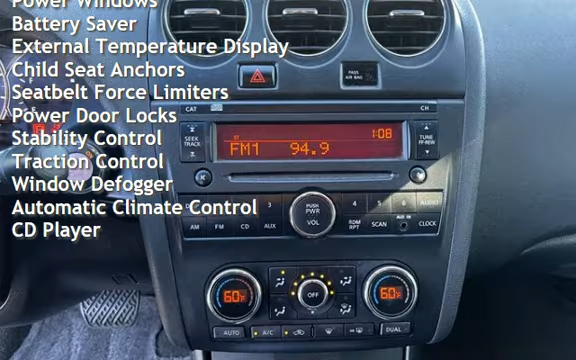 Power Windows
Battery Saver
External Temperature Display
Child Seat Anchors
Seatbelt Force Limiters
Power Door Locks
Stability Control
Traction Control
Window Defogger
Automatic Climate Control
CD Player
PASS
AIR BAG
CAT
CH
SEEK
TRACK
ST
1:08
FM1 94.9
TUNE
FF·REW
3
PUSH
PWR
VOL
4 5 6 AUDIO
AM FM CD AUX
RDM
RPT
SCAN
AUX IN
CLOCK
60°F
OFF
60°F
AUTO
A/C
DUAL